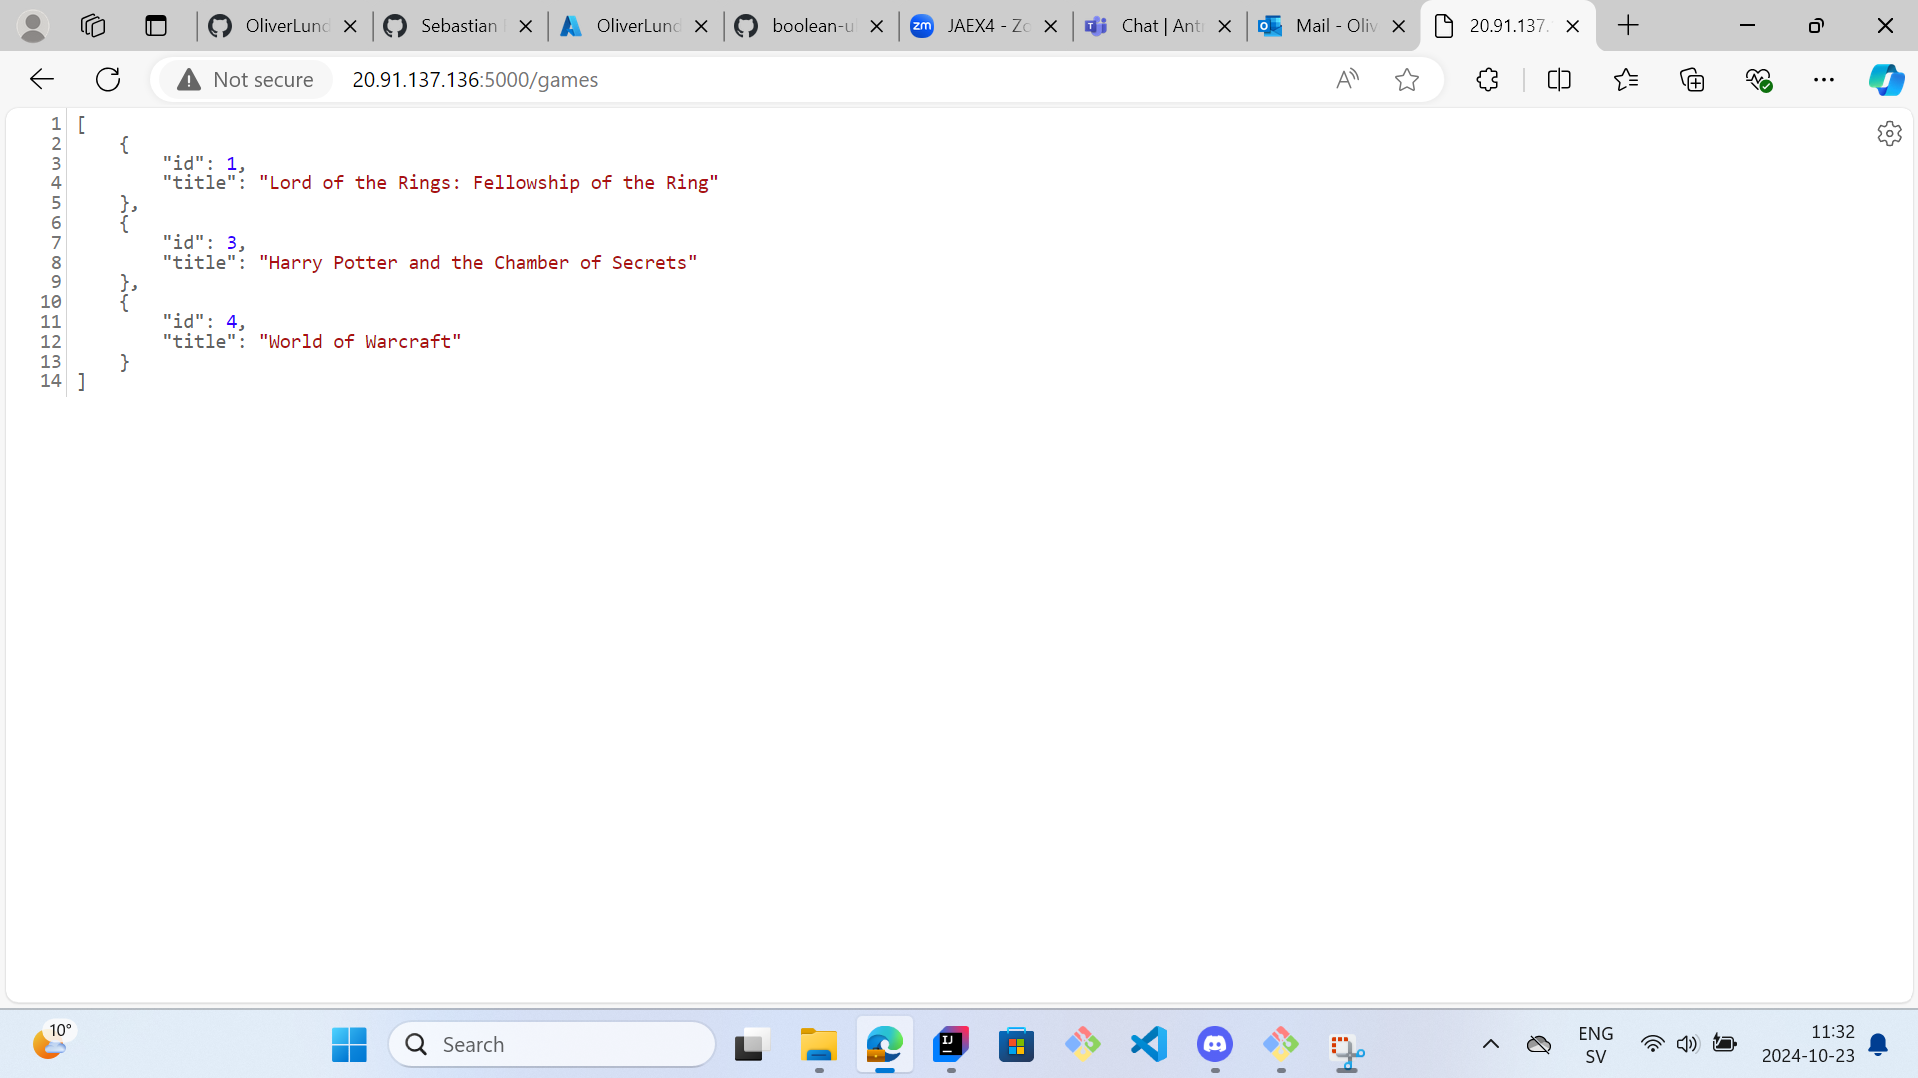 OliverLund
Sebastian
OliverLund
boolean-u
zm
JAEX4 - Zo
Chat | Ant
Mail - Oliv
20.91.137.
Not secure
20.91.137.136:5000/games
1 [
2 {
3 "id": 1,
4 "title": "Lord of the Rings: Fellowship of the Ring"
5 },
6 {
7 "id": 3,
8 "title": "Harry Potter and the Chamber of Secrets"
9 },
10 {
11 "id": 4,
12 "title": "World of Warcraft"
13 }
14 ]
10°
Search
IJ
ENG
SV
11:32
2024-10-23